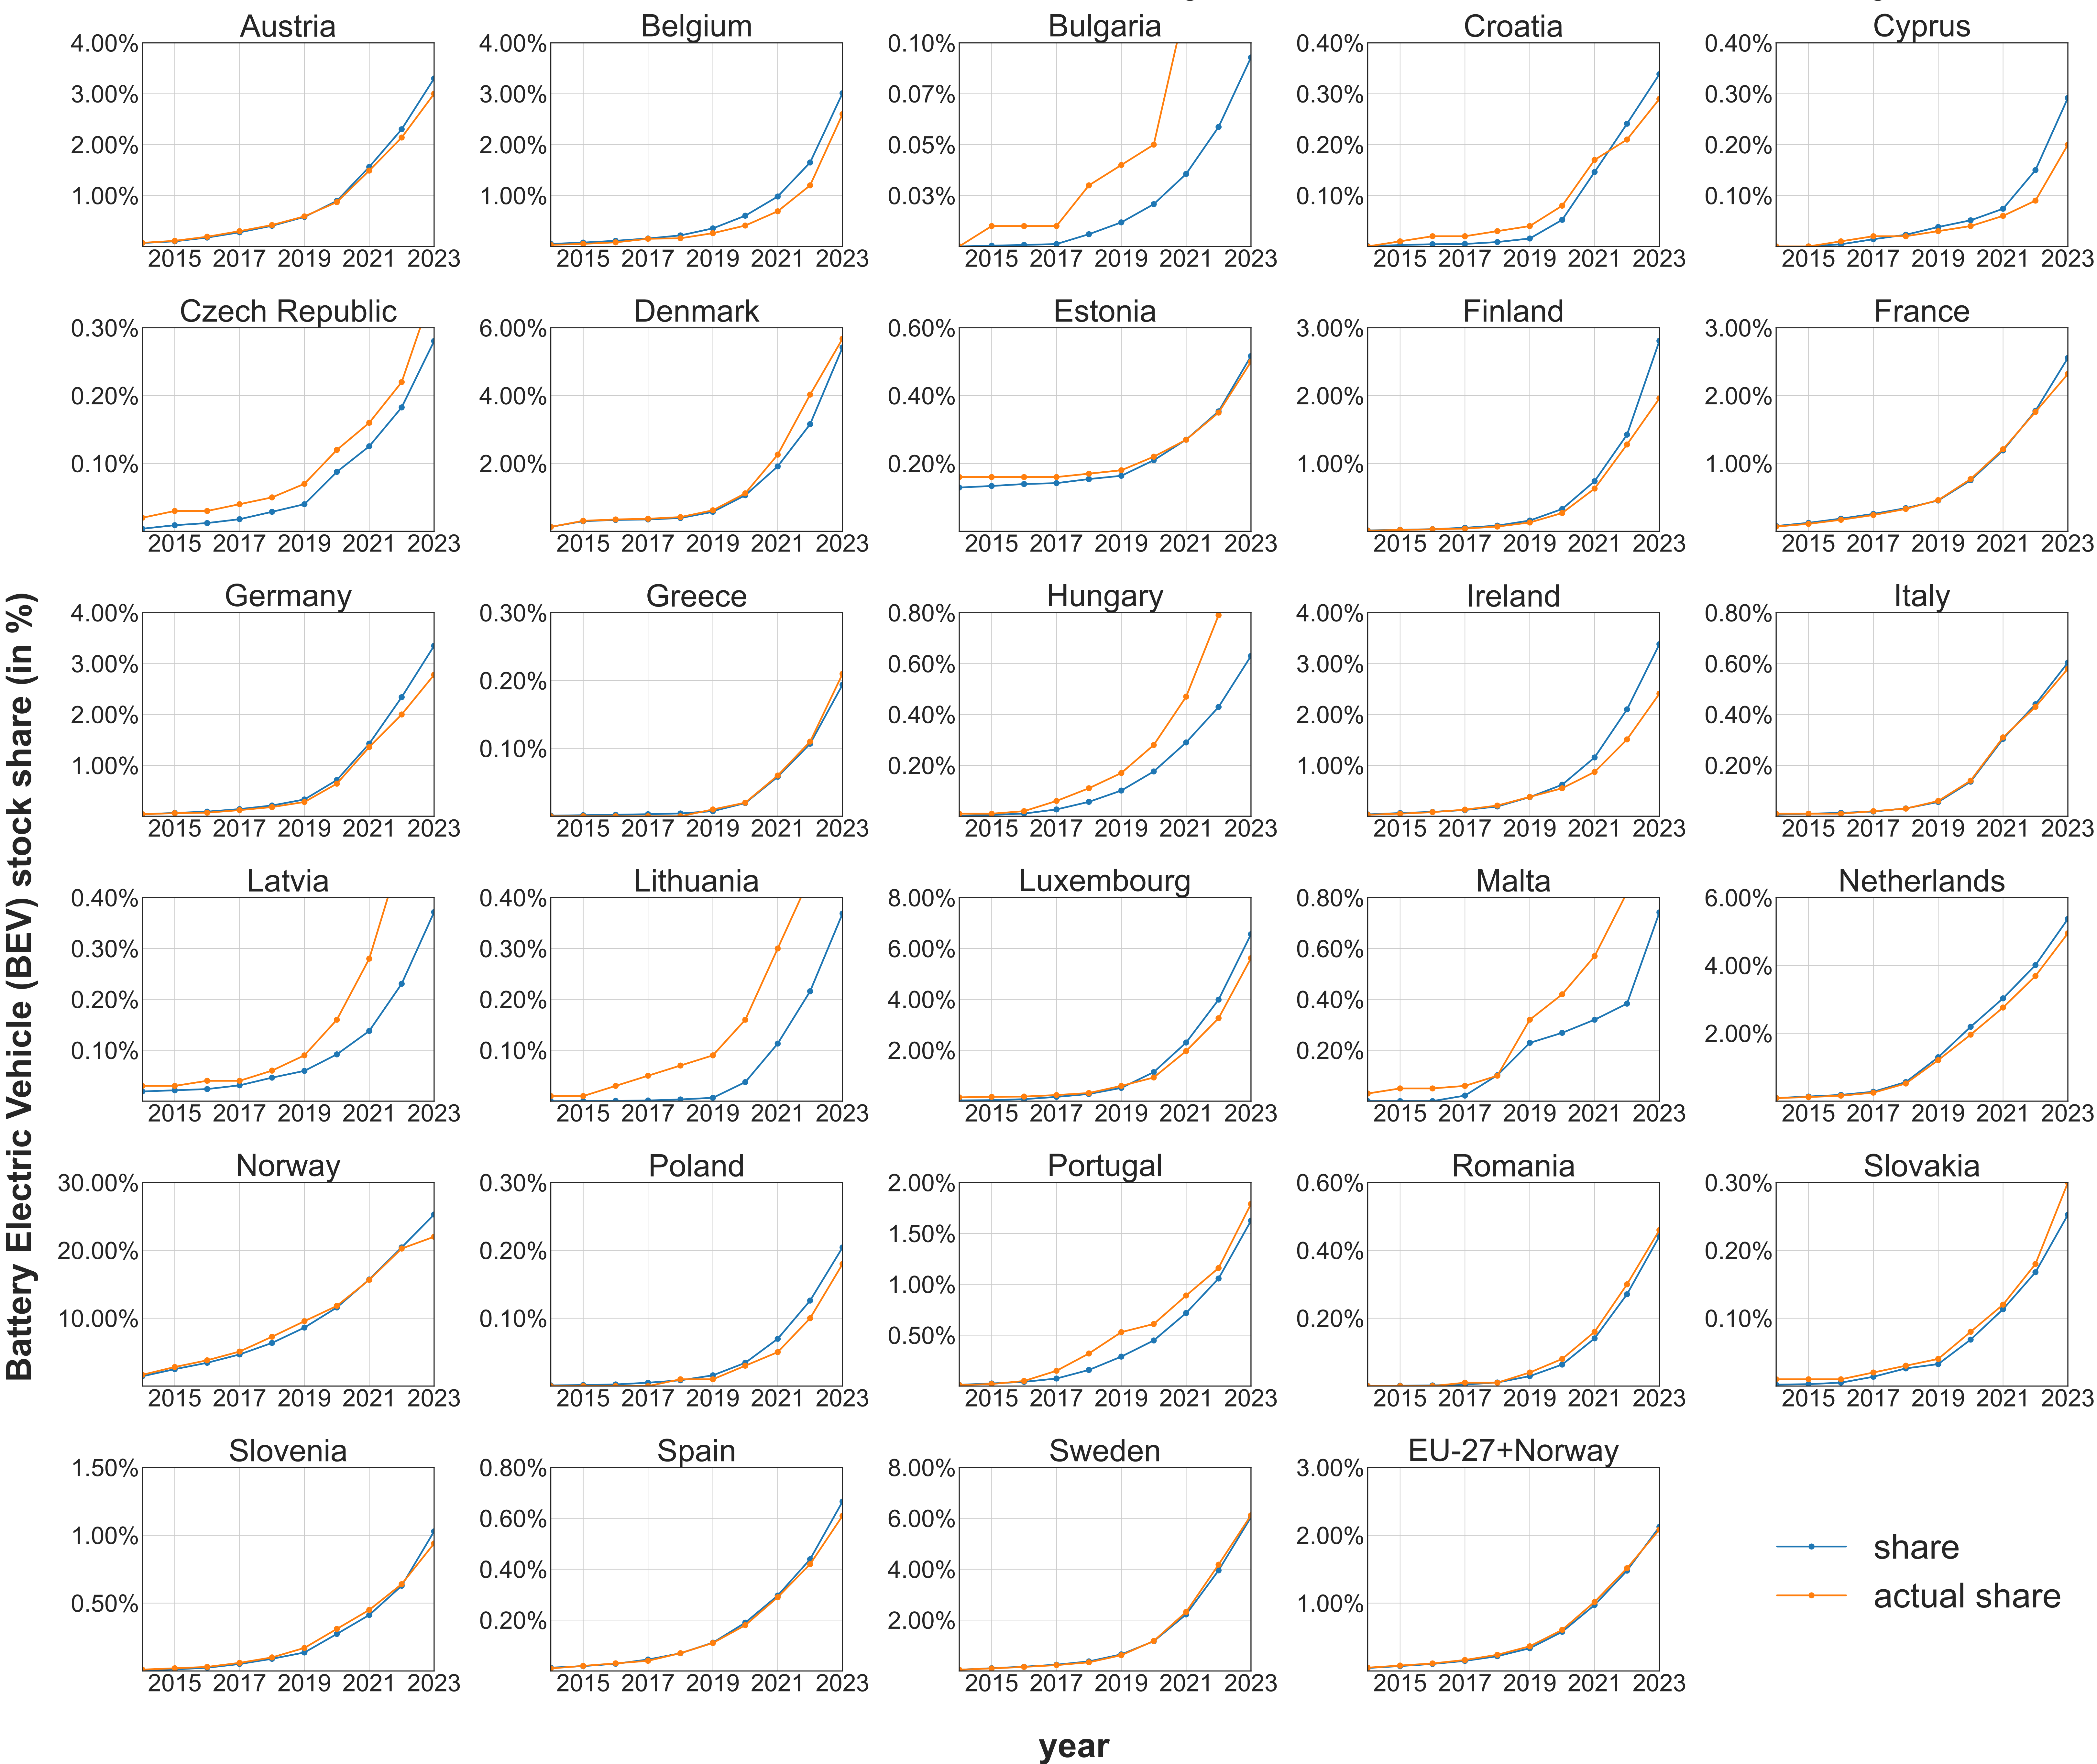 Austria Belgium Bulgaria Croatia Cyprus
4.00% 4.00% 0.10% 0.40% 0.40%
3.00% 3.00% 0.07% 0.30% 0.30%
2.00% 2.00% 0.05% 0.20% 0.20%
1.00% 1.00% 0.03% 0.10% 0.10%
2015 2017 2019 2021 2023 2015 2017 2019 2021 2023 2015 2017 2019 2021 2023 2015 2017 2019 2021 2023 2015 2017 2019 2021 2023
Czech Republic Denmark Estonia Finland France
0.30% 6.00% 0.60% 3.00% 3.00%
0.20% 4.00% 0.40% 2.00% 2.00%
0.10% 2.00% 0.20% 1.00% 1.00%
2015 2017 2019 2021 2023 2015 2017 2019 2021 2023 2015 2017 2019 2021 2023 2015 2017 2019 2021 2023 2015 2017 2019 2021 2023
Battery Electric Vehicle (BEV) stock share (in %)
Germany Greece Hungary Ireland Italy
4.00% 0.30% 0.80% 4.00% 0.80%
3.00% 0.20% 0.60% 3.00% 0.60%
2.00% 0.10% 0.40% 2.00% 0.40%
1.00% 0.20% 1.00% 0.20%
2015 2017 2019 2021 2023 2015 2017 2019 2021 2023 2015 2017 2019 2021 2023 2015 2017 2019 2021 2023 2015 2017 2019 2021 2023
Latvia Lithuania Luxembourg Malta Netherlands
0.40% 0.40% 8.00% 0.80% 6.00%
0.30% 0.30% 6.00% 0.60% 4.00%
0.20% 0.20% 4.00% 0.40% 2.00%
0.10% 0.10% 2.00% 0.20%
2015 2017 2019 2021 2023 2015 2017 2019 2021 2023 2015 2017 2019 2021 2023 2015 2017 2019 2021 2023 2015 2017 2019 2021 2023
Norway Poland Portugal Romania Slovakia
30.00% 0.30% 2.00% 0.60% 0.30%
20.00% 0.20% 1.50% 0.40% 0.20%
10.00% 0.10% 1.00% 0.20% 0.10%
0.50%
2015 2017 2019 2021 2023 2015 2017 2019 2021 2023 2015 2017 2019 2021 2023 2015 2017 2019 2021 2023 2015 2017 2019 2021 2023
Slovenia Spain Sweden EU-27+Norway
1.50% 0.80% 8.00% 3.00%
1.00% 0.60% 6.00% 2.00%
0.50% 0.40% 4.00% 1.00%
0.20% 2.00%
2015 2017 2019 2021 2023 2015 2017 2019 2021 2023 2015 2017 2019 2021 2023 2015 2017 2019 2021 2023
share
actual share
year